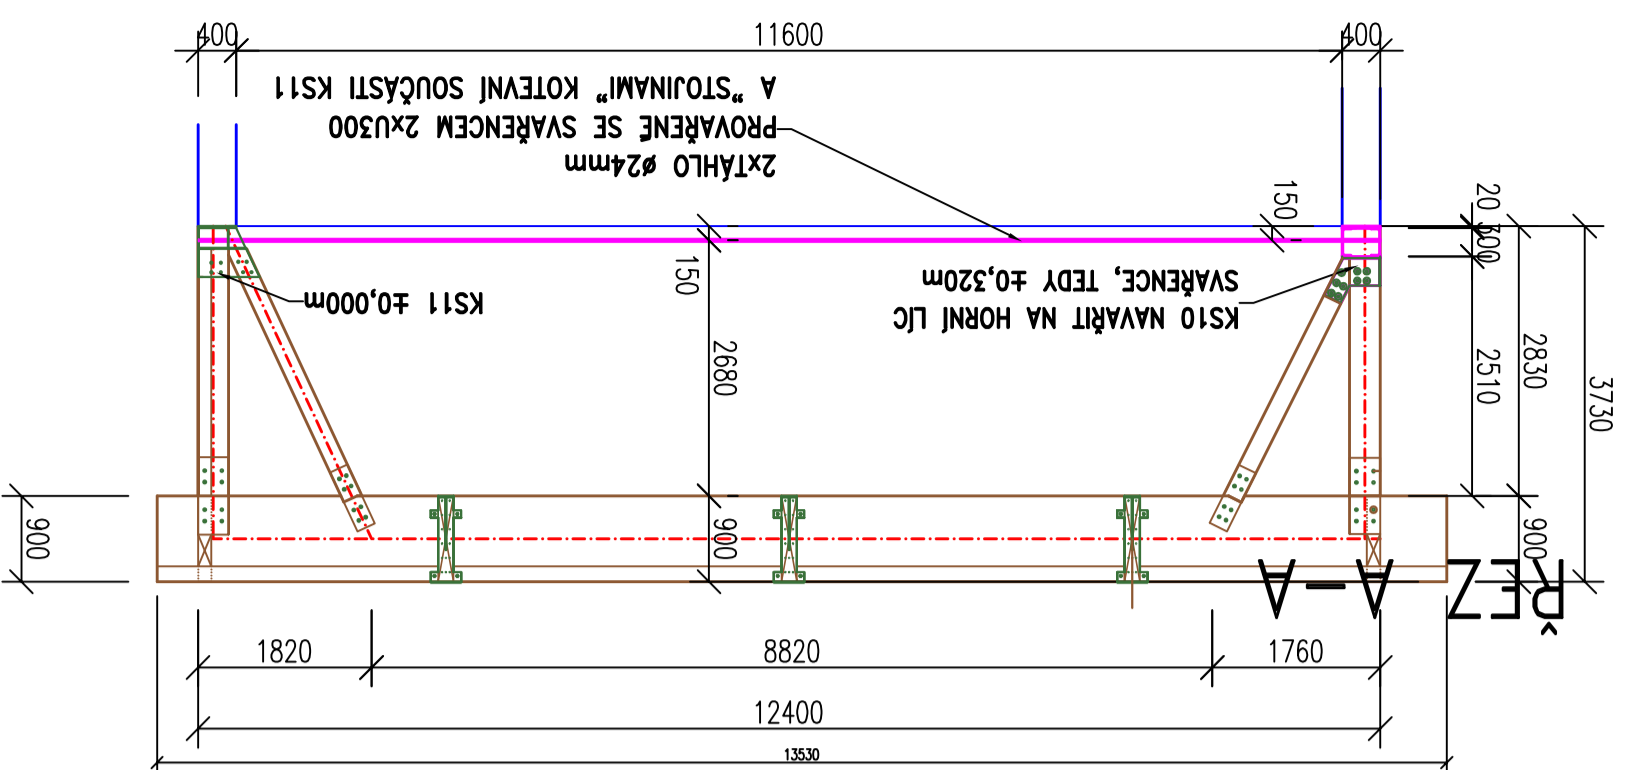 400
11600
400
2xTÁHLO ø24mm
PROVAŘENÉ SE SVAŘENCEM 2xU300
A "STOJINAMI" KOTEVNÍ SOUČÁSTI KS11
150
20
300
150
KS11 ±0,000m
KS10 NAVAŘIT NA HORNÍ LÍC
SVAŘENCE, TEDY ±0,320m
2680
2510
2830
3730
900
900
900
ŘEZ A-A
1820
8820
1760
12400
13530